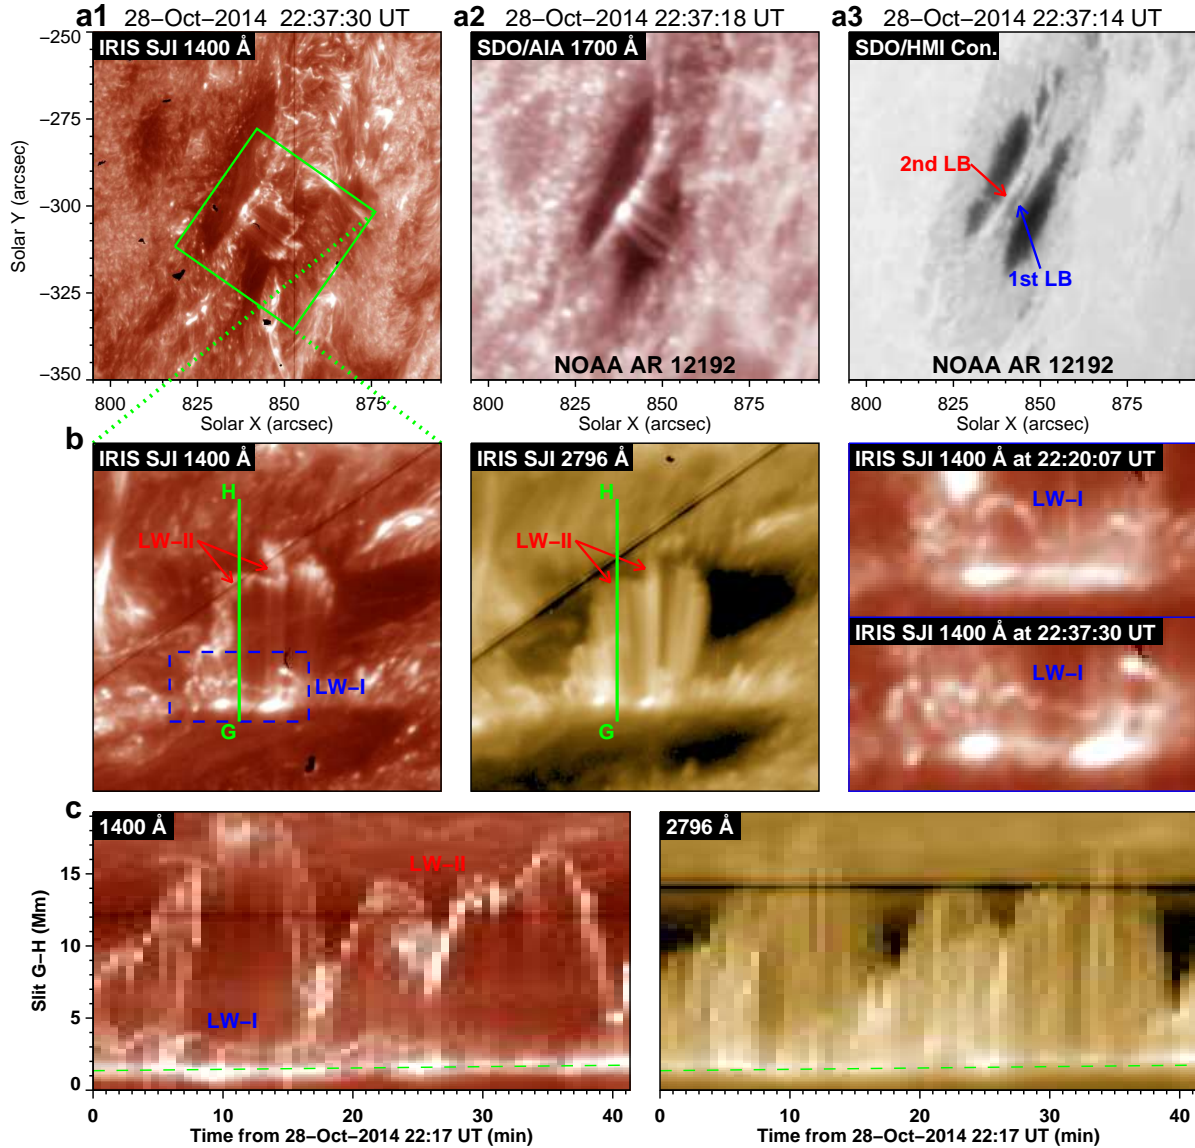 a1 28–Oct–2014 22:37:30 UT
a2 28–Oct–2014 22:37:18 UT
a3 28–Oct–2014 22:37:14 UT
IRIS SJI 1400 Å
SDO/AIA 1700 Å
SDO/HMI Con.
–250
–275
–300
–325
–350
Solar Y (arcsec)
2nd LB
1st LB
NOAA AR 12192
NOAA AR 12192
800 825 850 875
800 825 850 875
800 825 850 875
Solar X (arcsec)
Solar X (arcsec)
Solar X (arcsec)
b
IRIS SJI 1400 Å
IRIS SJI 2796 Å
IRIS SJI 1400 Å at 22:20:07 UT
H
LW–II
LW–I
G
H
LW–II
G
LW–I
IRIS SJI 1400 Å at 22:37:30 UT
LW–I
c
1400 Å
2796 Å
LW–II
LW–I
15
10
5
0
Slit G–H (Mm)
0 10 20 30 40
0 10 20 30 40
Time from 28–Oct–2014 22:17 UT (min)
Time from 28–Oct–2014 22:17 UT (min)